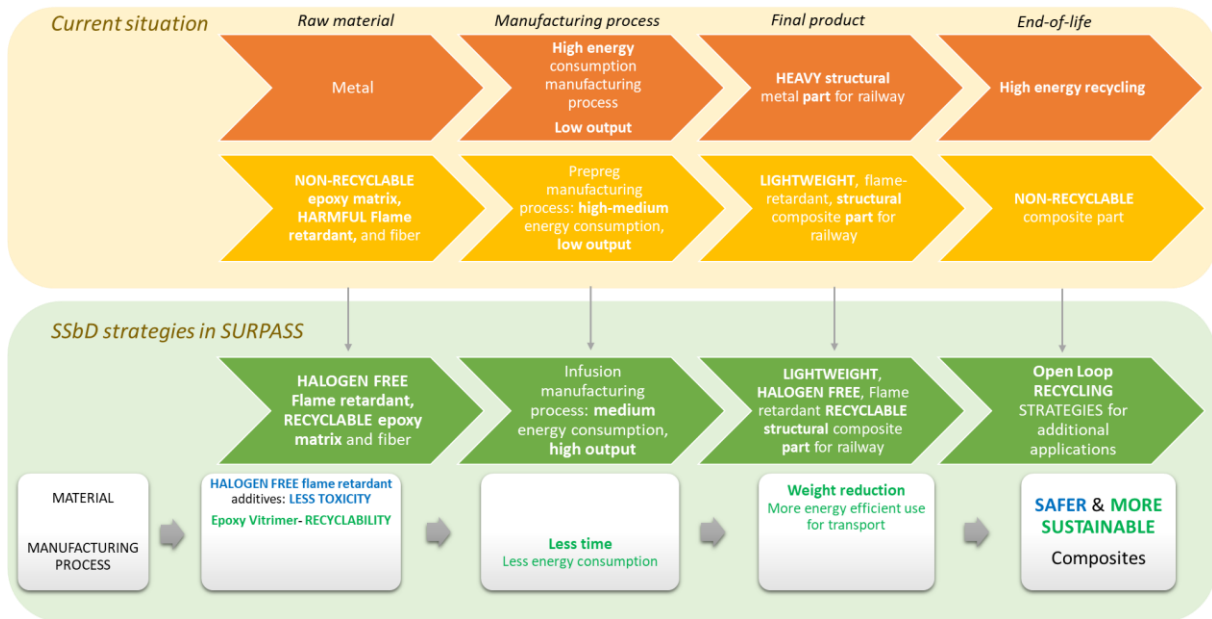 Current situation
Raw material
Manufacturing process
Final product
End-of-life
Metal
High energy
consumption
manufacturing
process
Low output
HEAVY structural
metal part for railway
High energy recycling
NON-RECYCLABLE
epoxy matrix,
HARMFUL Flame
retardant, and fiber
Prepreg
manufacturing
process: high-medium
energy consumption,
low output
LIGHTWEIGHT, flame-
retardant, structural
composite part for
railway
NON-RECYCLABLE
composite part
SSbD strategies in SURPASS
HALOGEN FREE
Flame retardant,
RECYCLABLE epoxy
matrix and fiber
Infusion
manufacturing
process: medium
energy consumption,
high output
LIGHTWEIGHT,
HALOGEN FREE, Flame
retardant RECYCLABLE
structural composite
part for railway
Open Loop
RECYCLING
STRATEGIES for
additional
applications
MATERIAL
MANUFACTURING
PROCESS
HALOGEN FREE flame retardant
additives: LESS TOXICITY
Epoxy Vitrimer- RECYCLABILITY
Less time
Less energy consumption
Weight reduction
More energy efficient use
for transport
SAFER & MORE
SUSTAINABLE
Composites